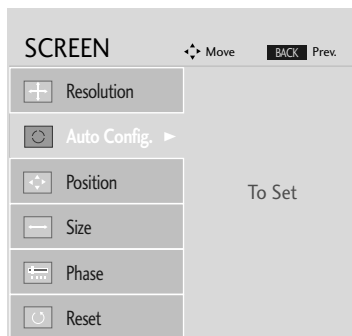 SCREEN
Move
BACK Prev.
Resolution
Auto Config.
Position
To Set
Size
Phase
Reset